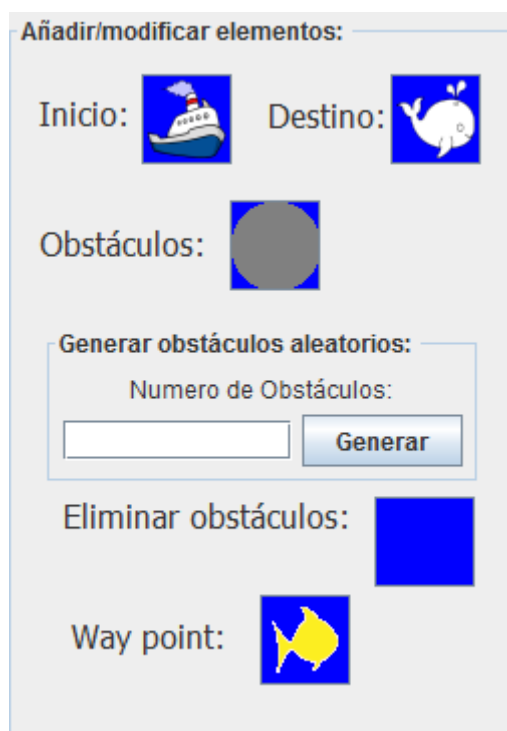 Añadir/modificar elementos:
Inicio: Destino:
Obstáculos:
Generar obstáculos aleatorios:
Numero de Obstáculos:
Generar
Eliminar obstáculos:
Way point: